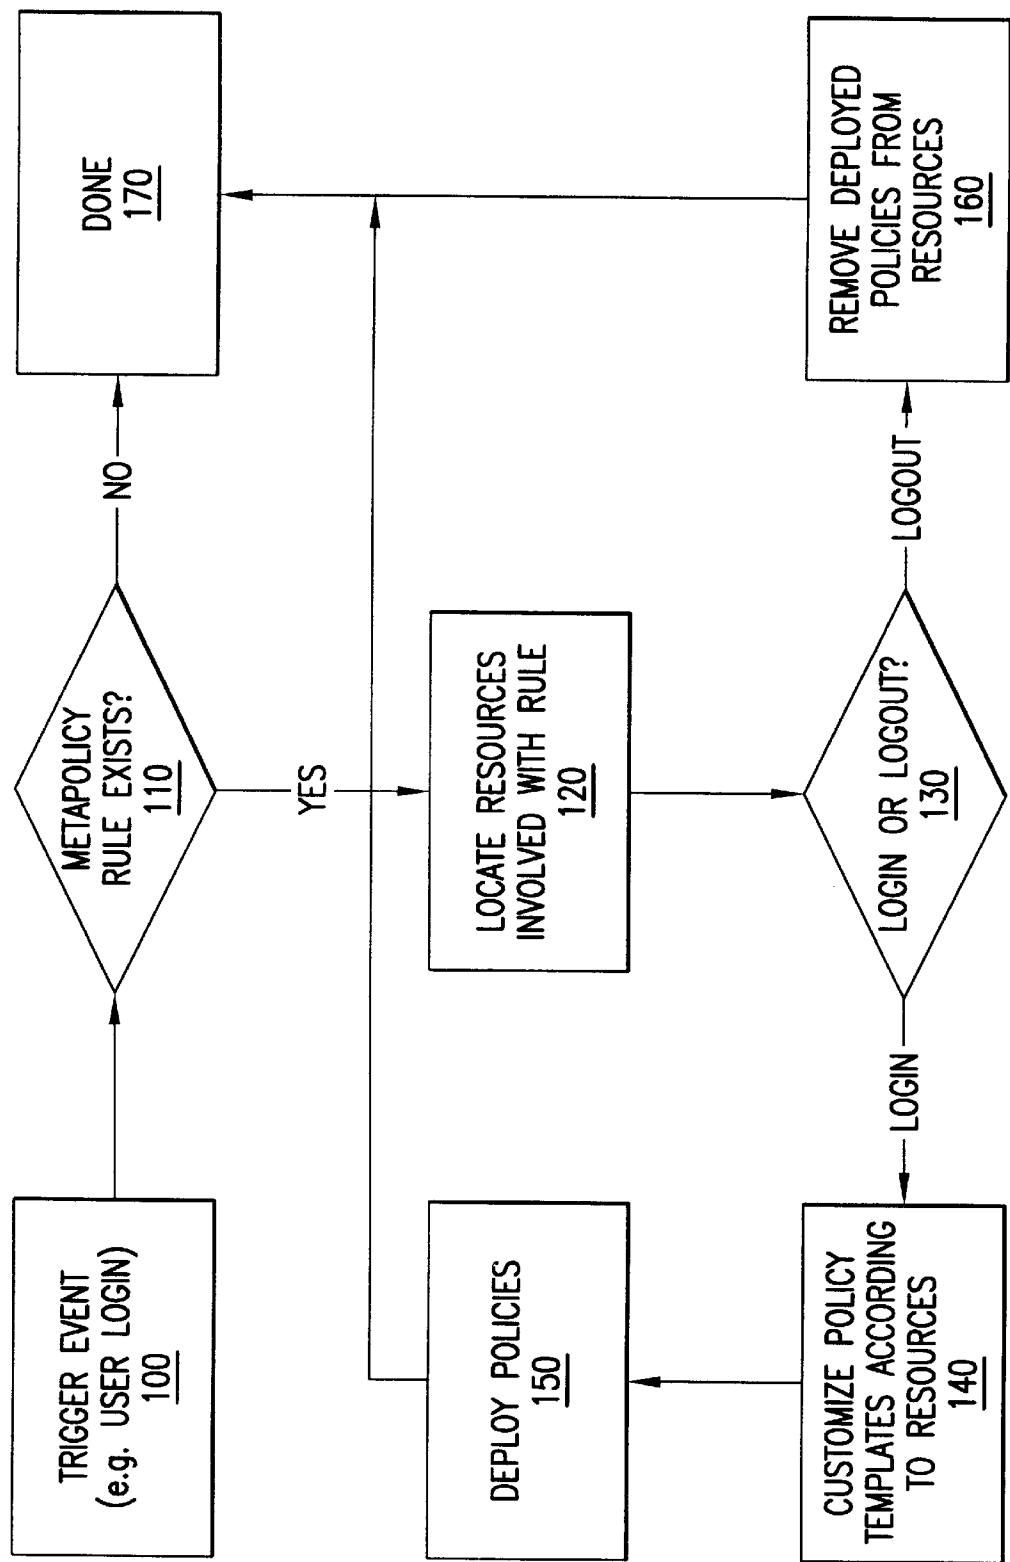 TRIGGER EVENT
(e.g. USER LOGIN)
100
METAPOLICY
RULE EXISTS?
110
NO
DONE
170
YES
DEPLOY POLICIES
150
LOCATE RESOURCES
INVOLVED WITH RULE
120
CUSTOMIZE POLICY
TEMPLATES ACCORDING
TO RESOURCES
140
LOGIN
LOGIN OR LOGOUT?
130
LOGOUT
REMOVE DEPLOYED
POLICIES FROM
RESOURCES
160